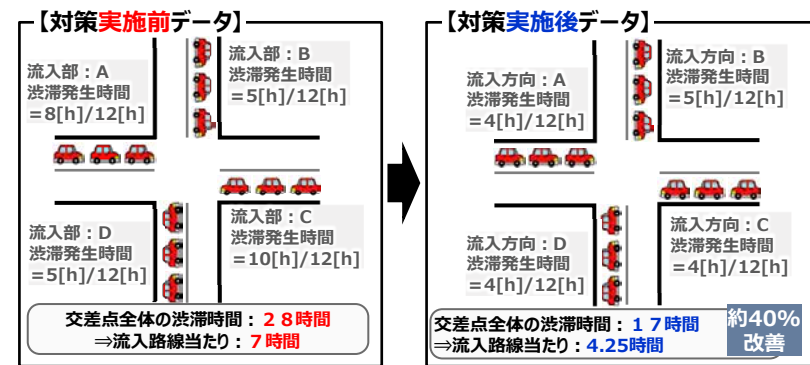 【対策実施前データ】
流入部：A
渋滞発生時間
＝8[h]/12[h]
流入部：B
渋滞発生時間
＝5[h]/12[h]
流入部：D
渋滞発生時間
＝5[h]/12[h]
流入部：C
渋滞発生時間
＝10[h]/12[h]
交差点全体の渋滞時間：２８時間
⇒流入路線当たり：7時間
【対策実施後データ】
流入方向：A
渋滞発生時間
＝4[h]/12[h]
流入方向：B
渋滞発生時間
＝5[h]/12[h]
流入方向：D
渋滞発生時間
＝4[h]/12[h]
流入方向：C
渋滞発生時間
＝4[h]/12[h]
交差点全体の渋滞時間：１７時間
⇒流入路線当たり：4.25時間
約40%
改善